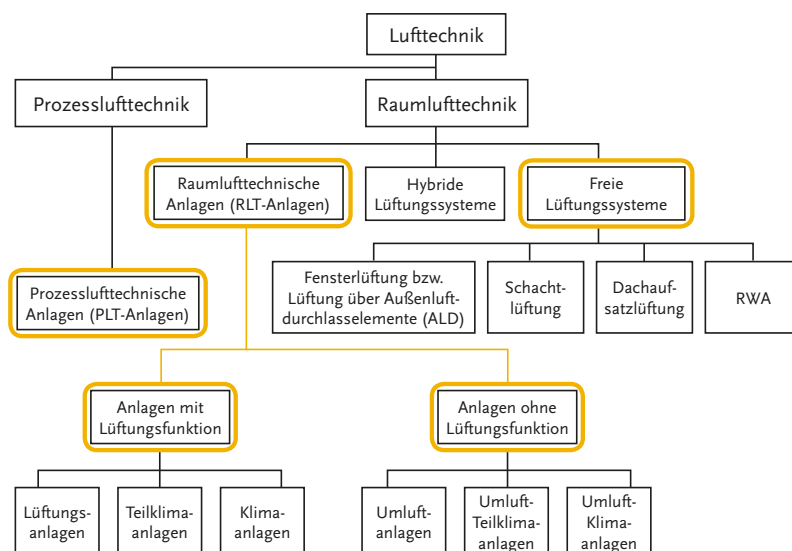 Lufttechnik
Prozesslufttechnik
Raumlufttechnik
Raumlufttechnische
Anlagen (RLT-Anlagen)
Hybride
Lüftungssysteme
Freie
Lüftungssysteme
Prozesslufttechnische
Anlagen (PLT-Anlagen)
Fensterlüftung bzw.
Lüftung über Außenluft-
durchlasselemente (ALD)
Schacht-
lüftung
Dachauf-
satzlüftung
RWA
Anlagen mit
Lüftungsfunktion
Anlagen ohne
Lüftungsfunktion
Lüftungs-
anlagen
Teilklima-
anlagen
Klima-
anlagen
Umluft-
anlagen
Umluft-
Teilklima-
anlagen
Umluft-
Klima-
anlagen